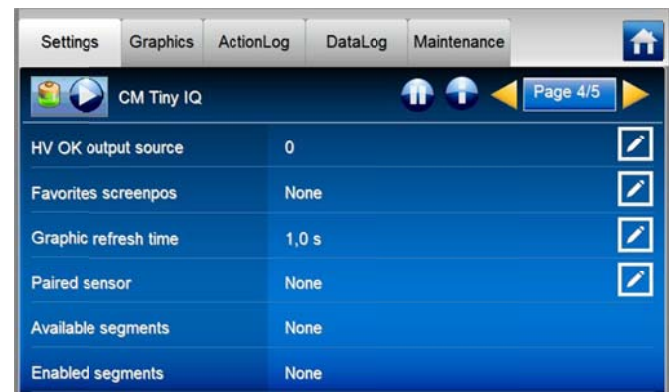 Settings Graphics ActionLog DataLog Maintenance
CM Tiny IQ Page 4/5
HV OK output source 0
Favorites screenpos None
Graphic refresh time 1,0 s
Paired sensor None
Available segments None
Enabled segments None